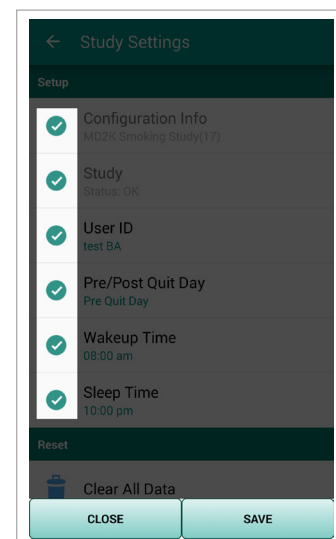 Study Settings
Setup
Configuration Info
MD2K Smoking Study(17)
Study
Status: OK
User ID
test BA
Pre/Post Quit Day
Pre Quit Day
Wakeup Time
08:00 am
Sleep Time
10:00 pm
Reset
Clear All Data
CLOSE
SAVE